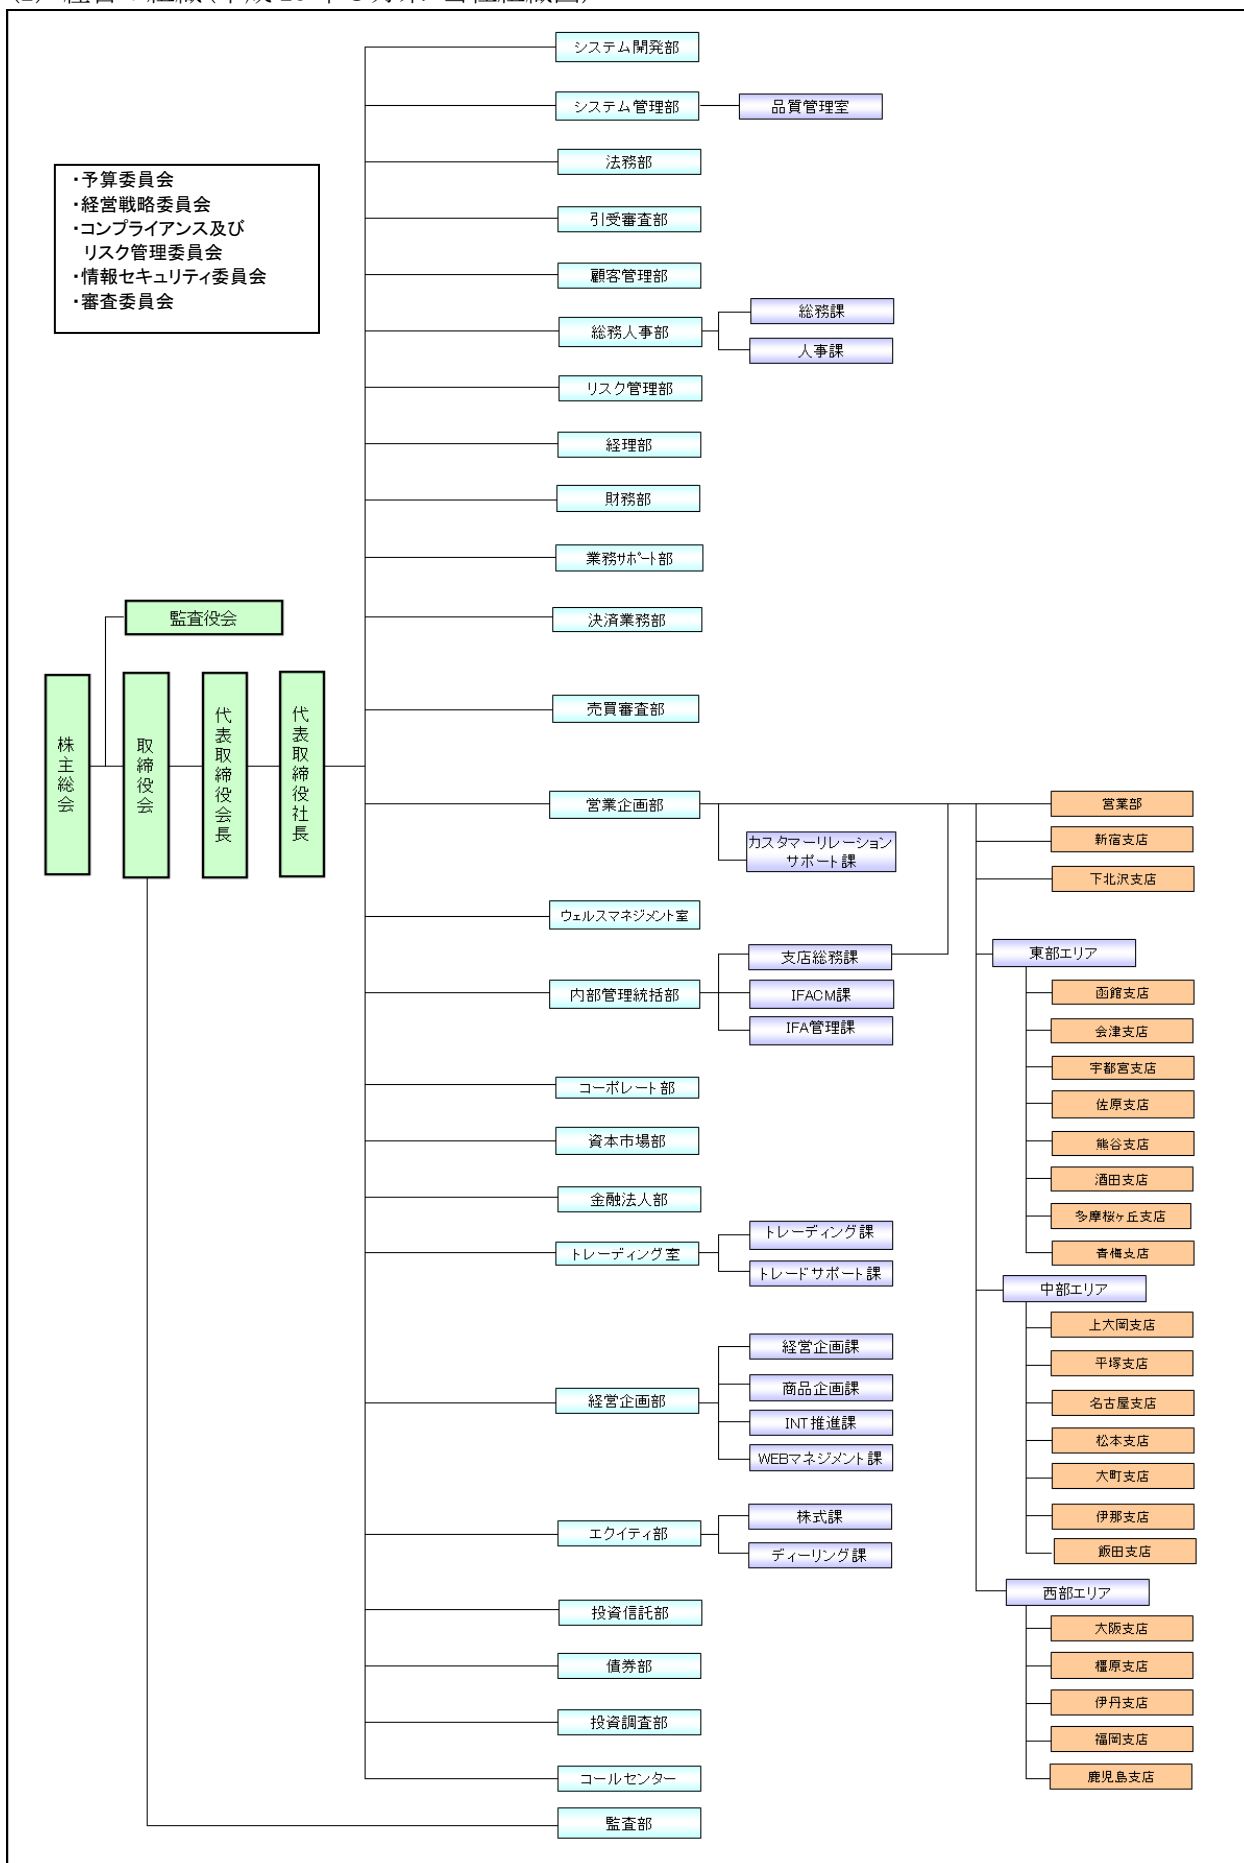 システム開発部
システム管理部
品質管理室
・予算委員会
・経営戦略委員会
・コンプライアンス及び
リスク管理委員会
・情報セキュリティ委員会
・審査委員会
法務部
引受審査部
顧客管理部
総務人事部
総務課
人事課
リスク管理部
経理部
財務部
業務ｻﾎﾟｰﾄ部
決済業務部
監査役会
株主総会
取締役会
代表取締役会長
代表取締役社長
売買審査部
営業企画部
カスタマーリレーション
サポート課
ウェルスマネジメント室
内部管理統括部
支店総務課
IFACM課
IFA管理課
コーポレート部
資本市場部
金融法人部
トレーディング室
トレーディング課
トレードサポート課
経営企画部
経営企画課
商品企画課
INT推進課
WEBマネジメント課
エクイティ部
株式課
ディーリング課
投資信託部
債券部
投資調査部
コールセンター
監査部
営業部
新宿支店
下北沢支店
東部エリア
函館支店
会津支店
宇都宮支店
佐原支店
熊谷支店
酒田支店
多摩桜ヶ丘支店
青梅支店
中部エリア
上大岡支店
平塚支店
名古屋支店
松本支店
大町支店
伊那支店
飯田支店
西部エリア
大阪支店
橿原支店
伊丹支店
福岡支店
鹿児島支店